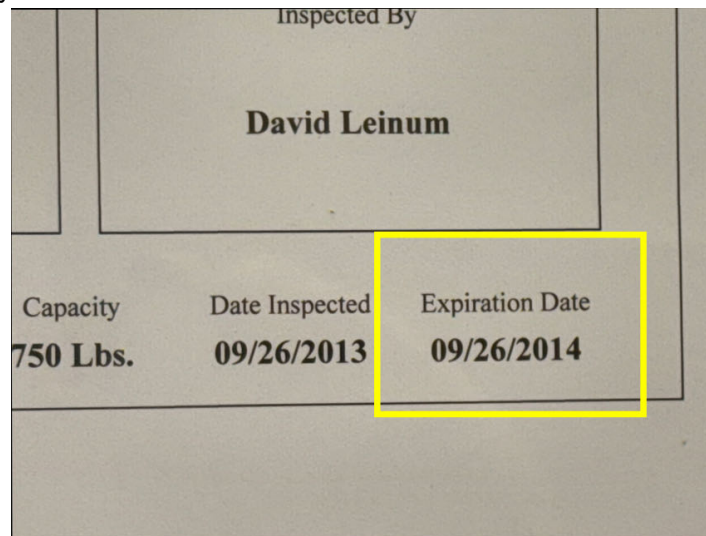 Inspected By
David Leinum
Capacity Date Inspected Expiration Date
750 Lbs. 09/26/2013 09/26/2014